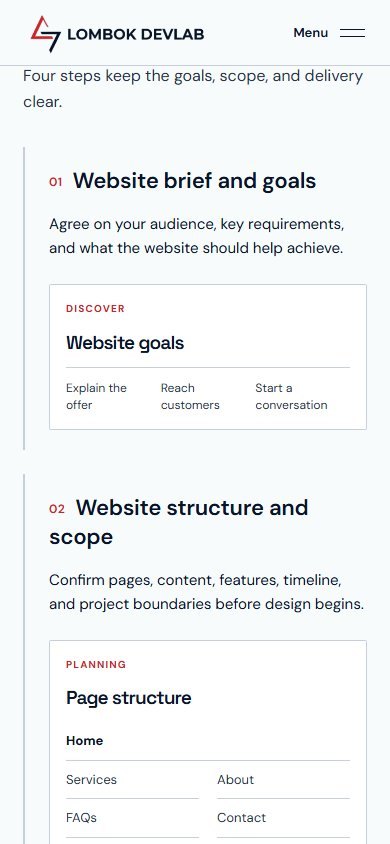 LOMBOK DEVLAB
Menu
Four steps keep the goals, scope, and delivery
clear.
01 Website brief and goals
Agree on your audience, key requirements,
and what the website should help achieve.
DISCOVER
Website goals
Explain the offer
Reach customers
Start a conversation
02 Website structure and
scope
Confirm pages, content, features, timeline,
and project boundaries before design begins.
PLANNING
Page structure
Home
Services
About
FAQs
Contact